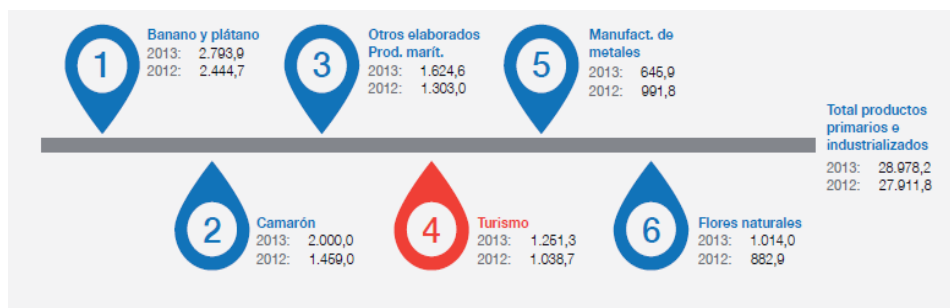 1
Banano y plátano
2013: 2.793,9
2012: 2.444,7
2
Camarón
2013: 2.000,0
2012: 1.459,0
3
Otros elaborados
Prod. marít.
2013: 1.624,6
2012: 1.303,0
4
Turismo
2013: 1.251,3
2012: 1.038,7
5
Manufact. de
metales
2013: 645,9
2012: 991,8
6
Flores naturales
2013: 1.014,0
2012: 882,9
Total productos
primarios e
industrializados
2013: 28.978,2
2012: 27.911,8